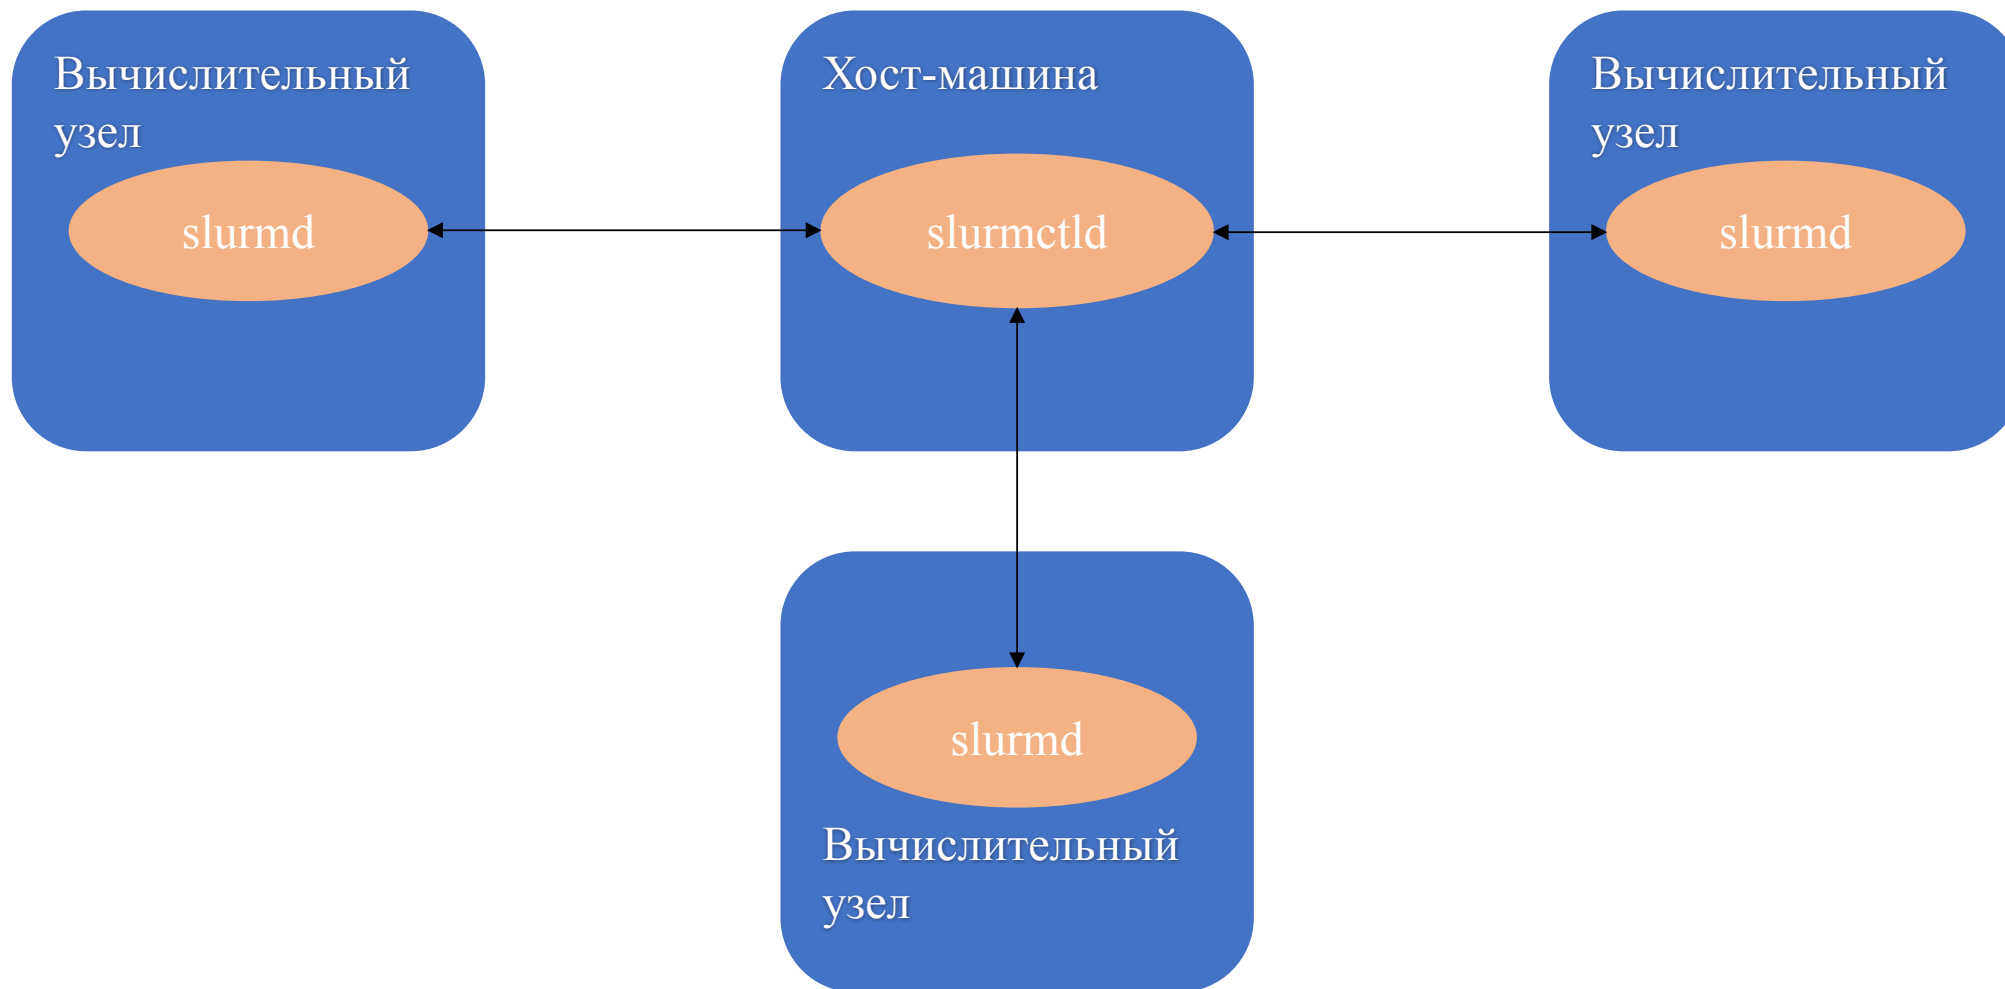 Вычислительный
узел
slurmd
Хост-машина
slurmctld
Вычислительный
узел
slurmd
slurmd
Вычислительный
узел